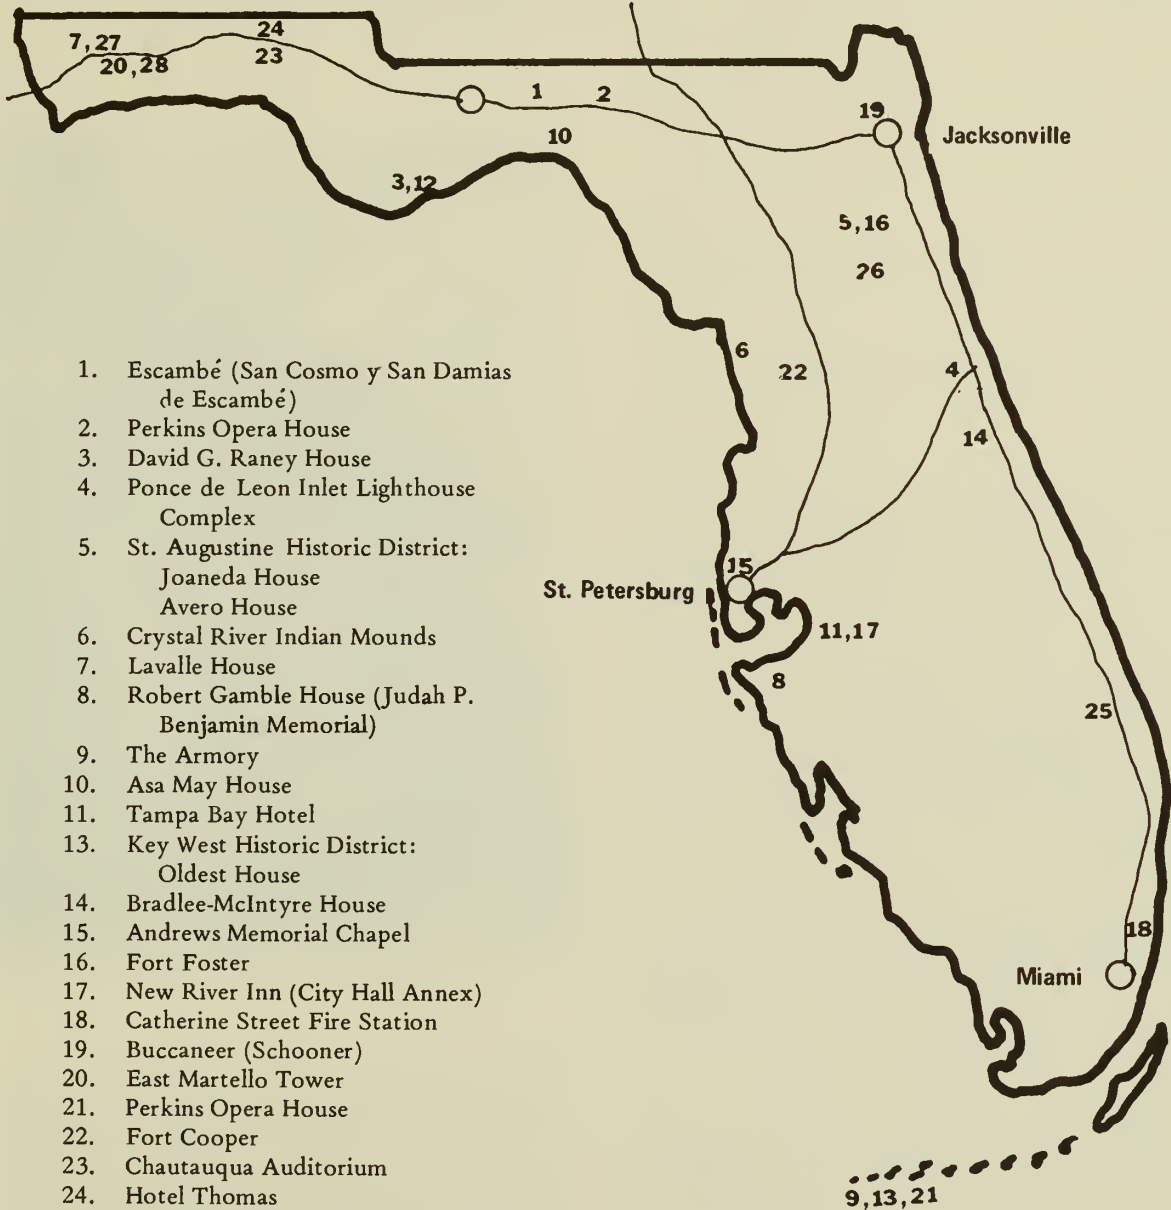 24
7,27
23
20,28
1
2
19
Jacksonville
10
3,12
5,16
26
6
22
4
14
15
St. Petersburg
11,17
8
25
18
Miami
9,13,21
1. Escambé (San Cosmo y San Damias
de Escambé)
2. Perkins Opera House
3. David G. Raney House
4. Ponce de Leon Inlet Lighthouse
Complex
5. St. Augustine Historic District:
Joaneda House
Avero House
6. Crystal River Indian Mounds
7. Lavalle House
8. Robert Gamble House (Judah P.
Benjamin Memorial)
9. The Armory
10. Asa May House
11. Tampa Bay Hotel
13. Key West Historic District:
Oldest House
14. Bradlee-McIntyre House
15. Andrews Memorial Chapel
16. Fort Foster
17. New River Inn (City Hall Annex)
18. Catherine Street Fire Station
19. Buccaneer (Schooner)
20. East Martello Tower
21. Perkins Opera House
22. Fort Cooper
23. Chautauqua Auditorium
24. Hotel Thomas